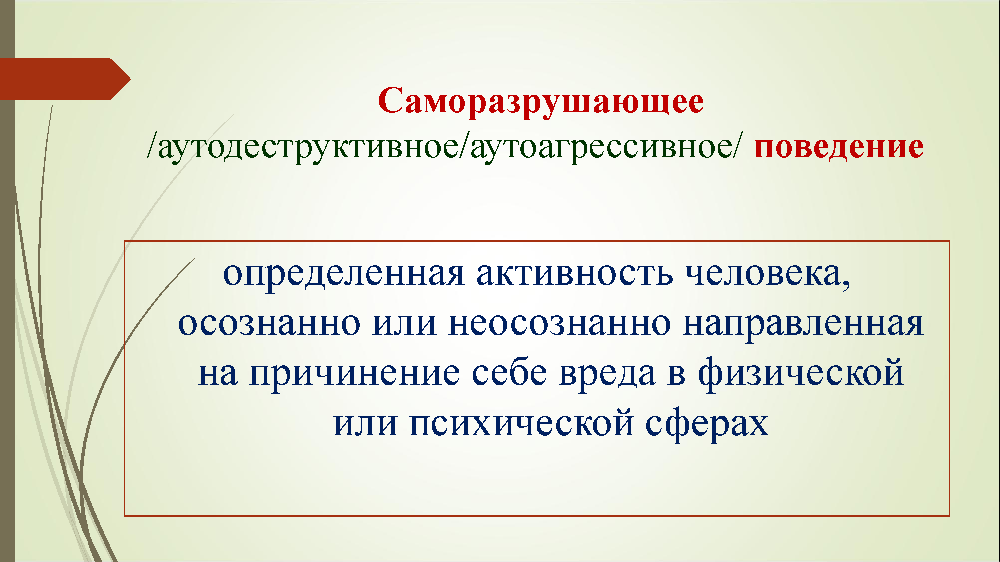 Саморазрушающее
/аутодеструктивное/аутоагрессивное/ поведение
определенная активность человека,
осознанно или неосознанно направленная
на причинение себе вреда в физической
или психической сферах